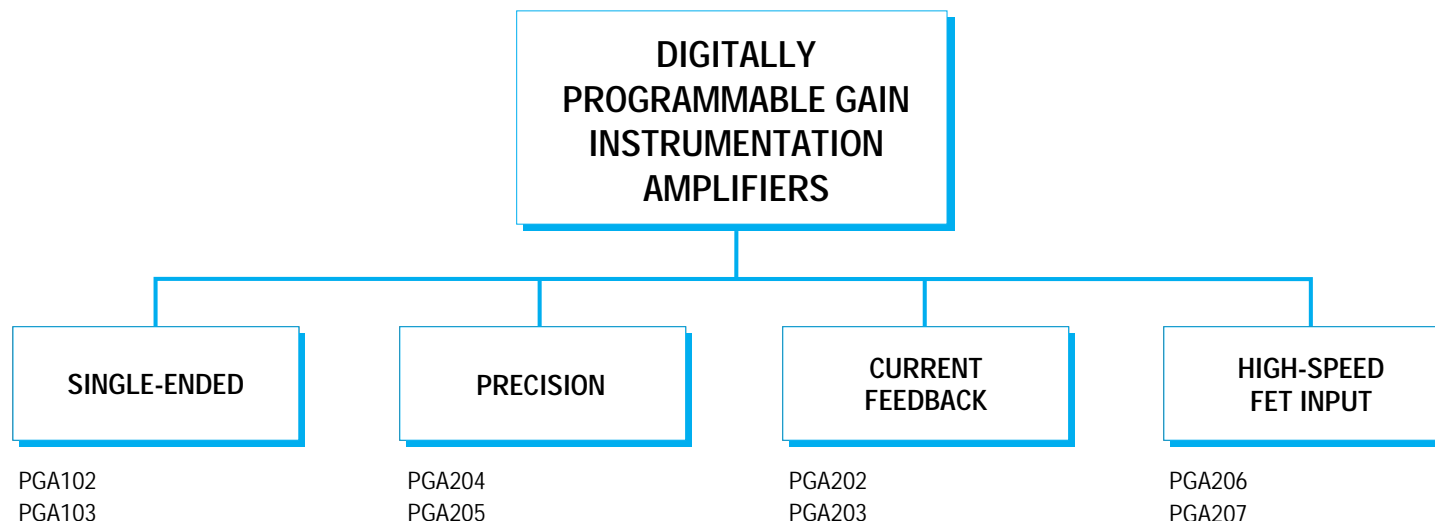 DIGITALLY
PROGRAMMABLE GAIN
INSTRUMENTATION
AMPLIFIERS
SINGLE-ENDED
PRECISION
CURRENT
FEEDBACK
HIGH-SPEED
FET INPUT
PGA102
PGA103
PGA204
PGA205
PGA202
PGA203
PGA206
PGA207